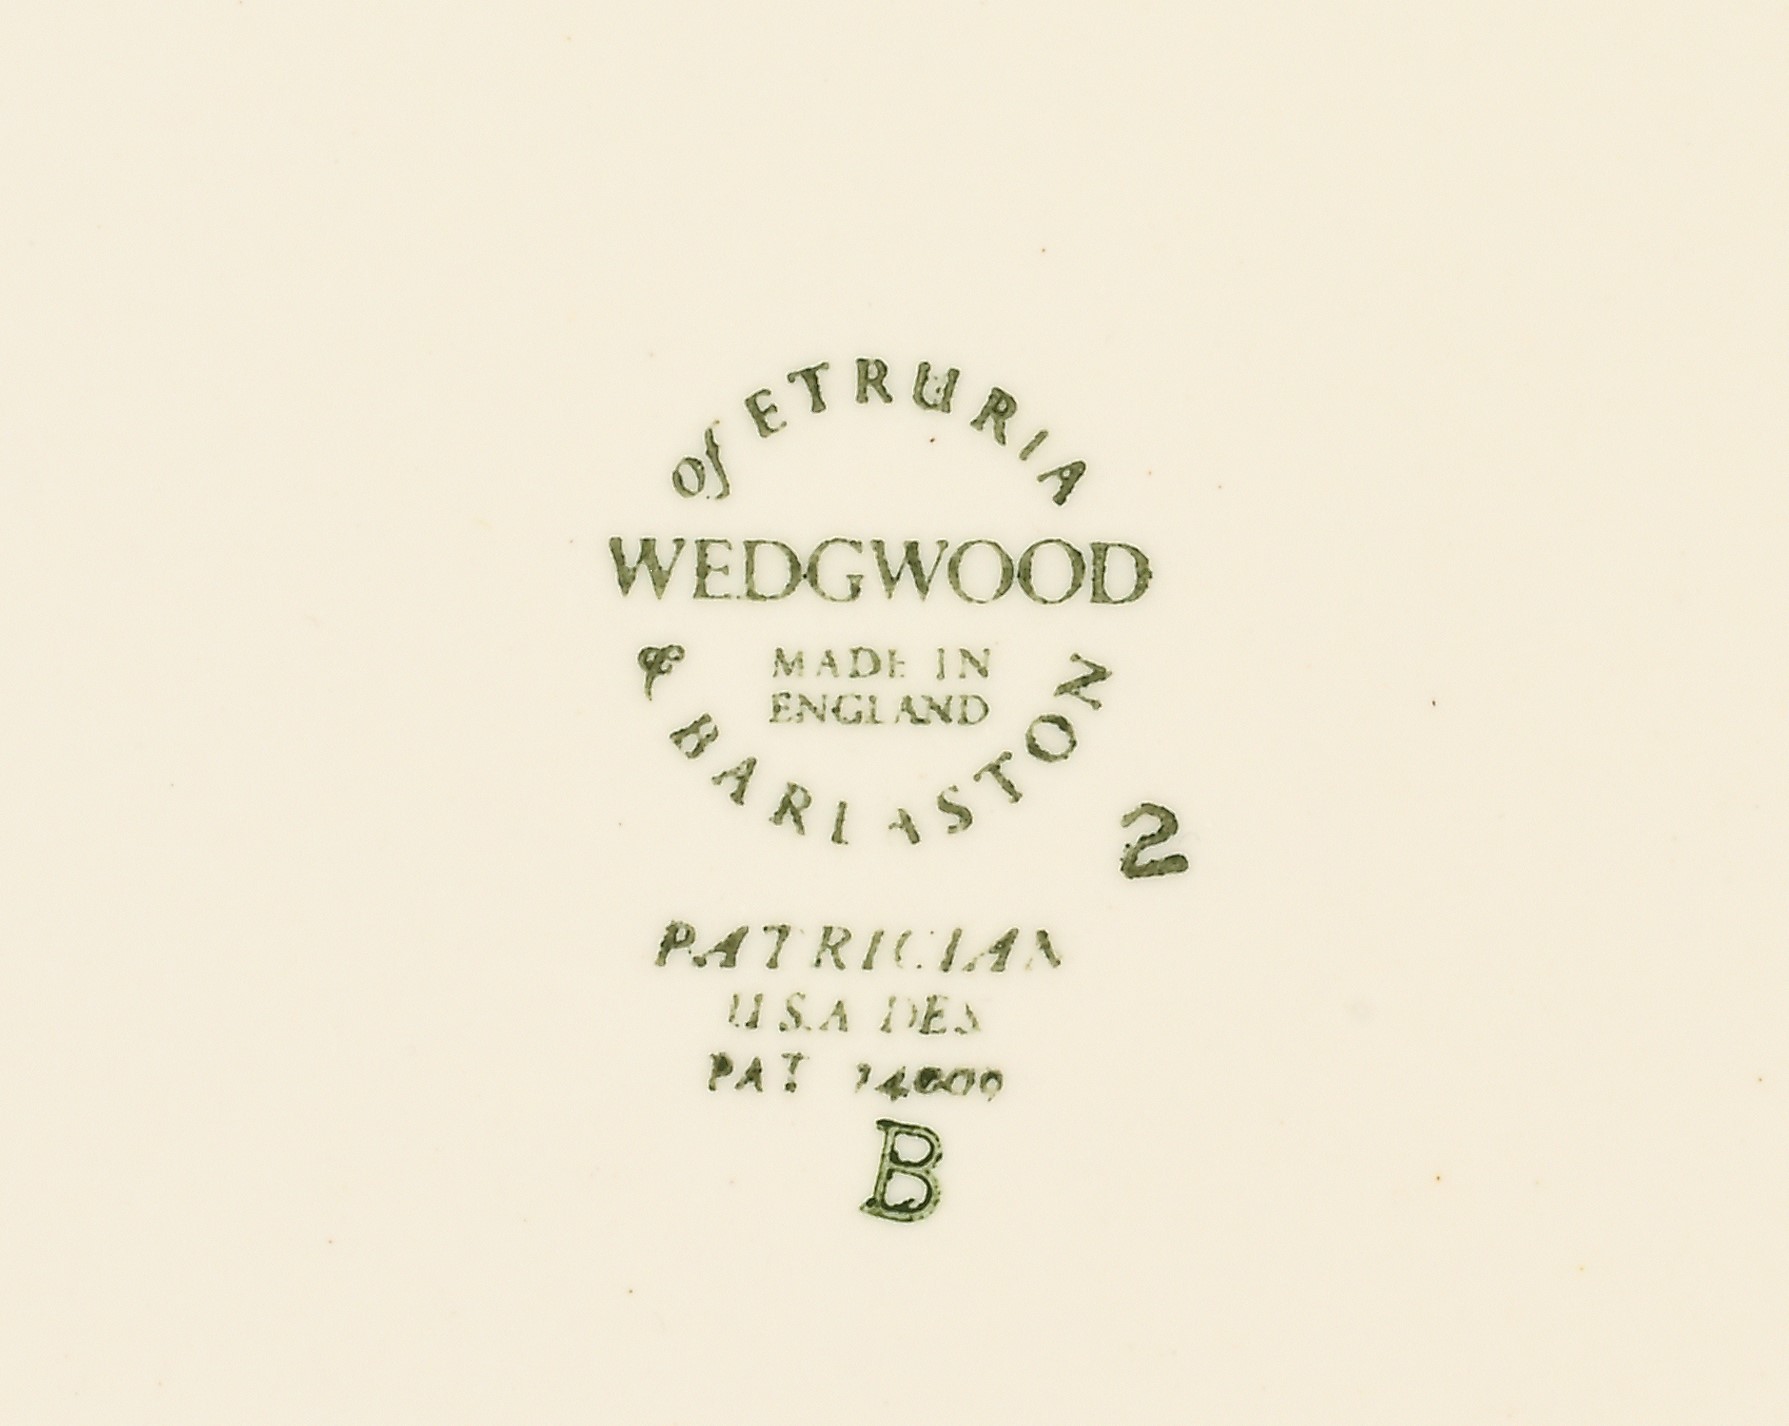 of ETRURIA
WEDGWOOD
MADE IN
ENGLAND
& BARLASTON
2
PATRICIAN
U.S.A DES
PAT
B